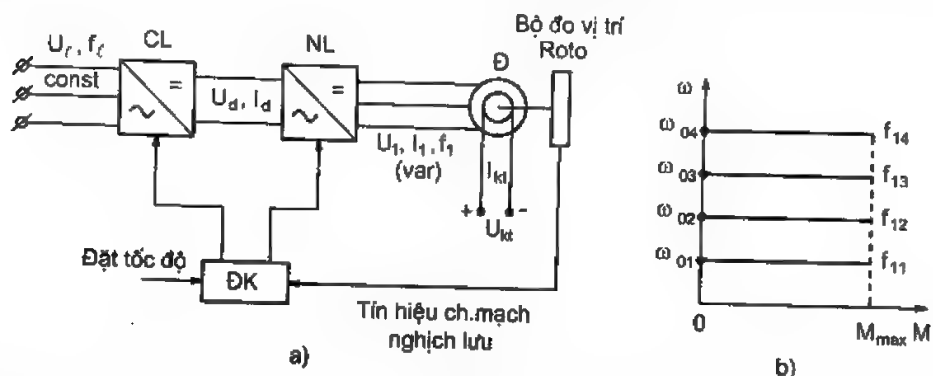 Bộ đo vị trí
Roto
CL
NL
Đ
U_ℓ, f_ℓ
const
=
~
U_d, I_d
=
~
U_1, I_1, f_1
(var)
I_kt
+ -
U_kt
Đặt tốc độ
ĐK
Tín hiệu ch.mạch
nghịch lưu
a)
ω
ω_04 f_14
ω_03 f_13
ω_02 f_12
ω_01 f_11
0 M_max M
b)